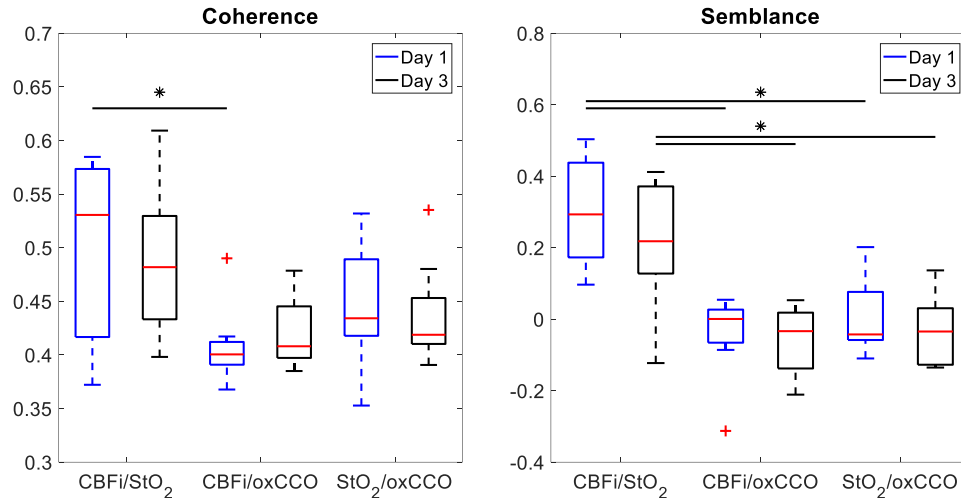 Coherence
0.7
0.65
0.6
0.55
0.5
0.45
0.4
0.35
0.3
Day 1
Day 3
*
CBFi/StO₂ CBFi/oxCCO StO₂/oxCCO
Semblance
0.8
0.6
0.4
0.2
0
-0.2
-0.4
Day 1
Day 3
*
*
CBFi/StO₂ CBFi/oxCCO StO₂/oxCCO